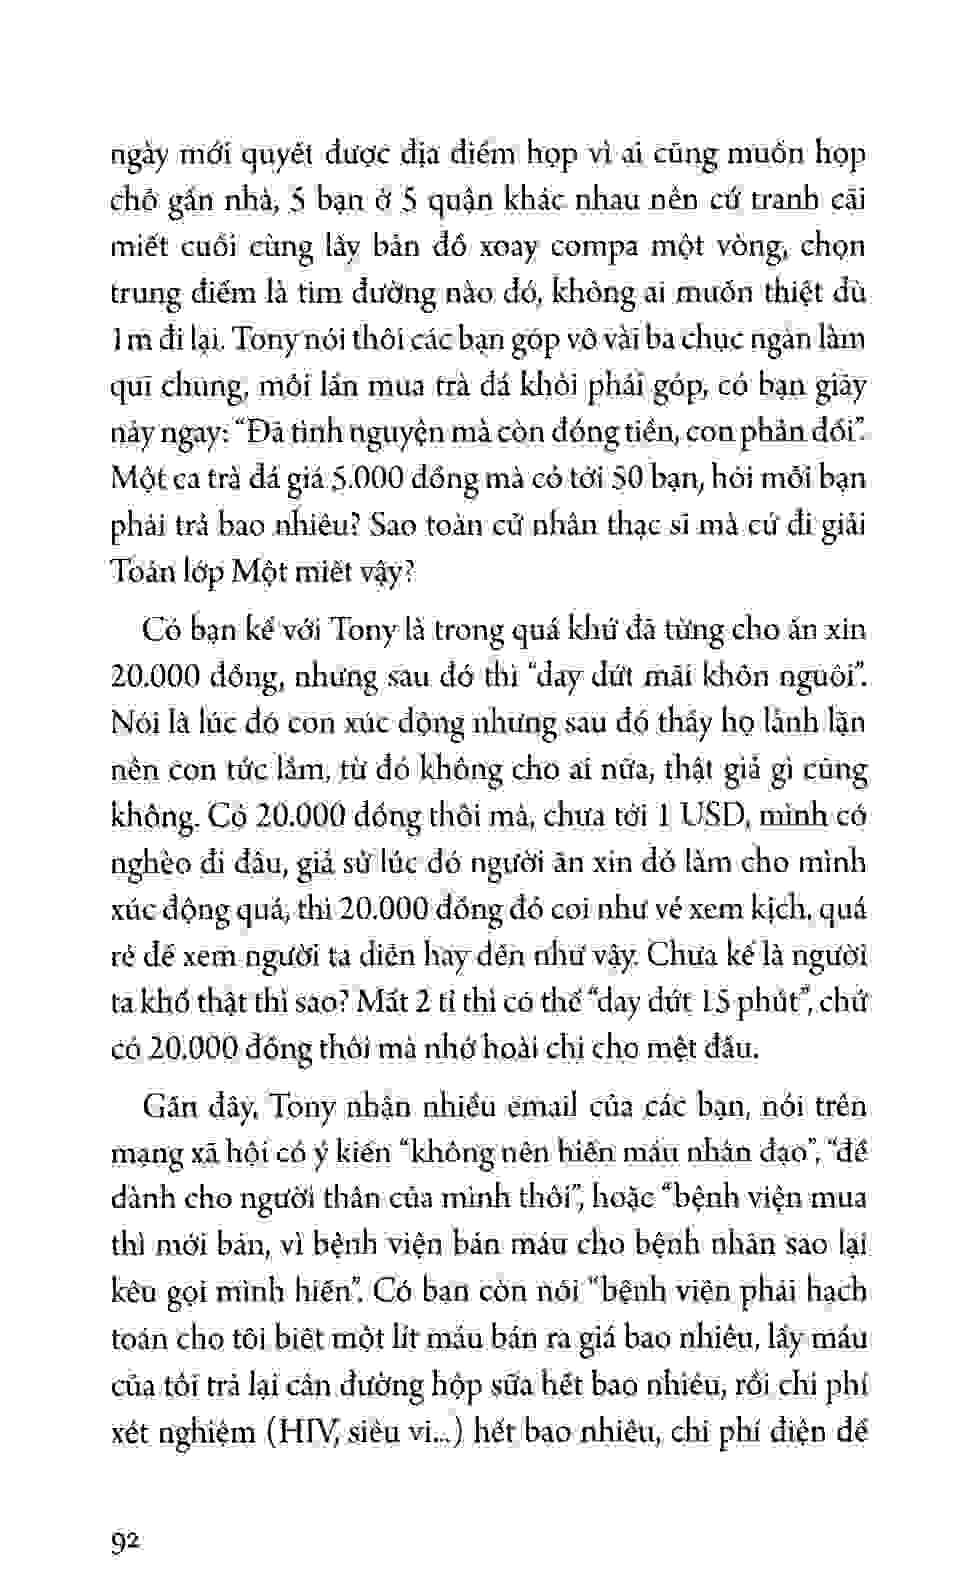 ngày mới quyết được địa điểm họp vì ai cũng muốn họp
chỗ gần nhà, 5 bạn ở 5 quận khác nhau nên cứ tranh cãi
miết cuối cùng lấy bản đồ xoay compa một vòng, chọn
trung điểm là tim đường nào đó, không ai muốn thiệt dù
1m đi lại. Tony nói thôi các bạn góp vô vài ba chục ngàn làm
quĩ chung, mỗi lần mua trà đá khỏi phải góp, có bạn giãy
nảy ngay: “Đã tình nguyện mà còn đóng tiền, con phản đối”.
Một ca trà đá giá 5.000 đồng mà có tới 50 bạn, hỏi mỗi bạn
phải trả bao nhiêu? Sao toàn cử nhân thạc sĩ mà cứ đi giải
Toán lớp Một miết vậy?
Có bạn kể với Tony là trong quá khứ đã từng cho ăn xin
20.000 đồng, nhưng sau đó thì “day dứt mãi khôn nguôi”.
Nói là lúc đó con xúc động nhưng sau đó thấy họ lành lặn
nên con tức lắm, từ đó không cho ai nữa, thật giả gì cũng
không. Có 20.000 đồng thôi mà, chưa tới 1 USD, mình có
nghèo đi đâu, giả sử lúc đó người ăn xin đó làm cho mình
xúc động quá, thì 20.000 đồng đó coi như vé xem kịch, quá
rẻ để xem người ta diễn hay đến như vậy. Chưa kể là người
ta khổ thật thì sao? Mất 2 tỉ thì có thể “day dứt 15 phút”, chứ
có 20.000 đồng thôi mà nhớ hoài chi cho mệt đầu.
Gần đây, Tony nhận nhiều email của các bạn, nói trên
mạng xã hội có ý kiến “không nên hiến máu nhân đạo”, “để
dành cho người thân của mình thôi”, hoặc “bệnh viện mua
thì mới bán, vì bệnh viện bán máu cho bệnh nhân sao lại
kêu gọi mình hiến”. Có bạn còn nói “bệnh viện phải hạch
toán cho tôi biết một lít máu bán ra giá bao nhiêu, lấy máu
của tôi trả lại cân đường hộp sữa hết bao nhiêu, rồi chi phí
xét nghiệm (HIV, siêu vi...) hết bao nhiêu, chi phí điện để
92